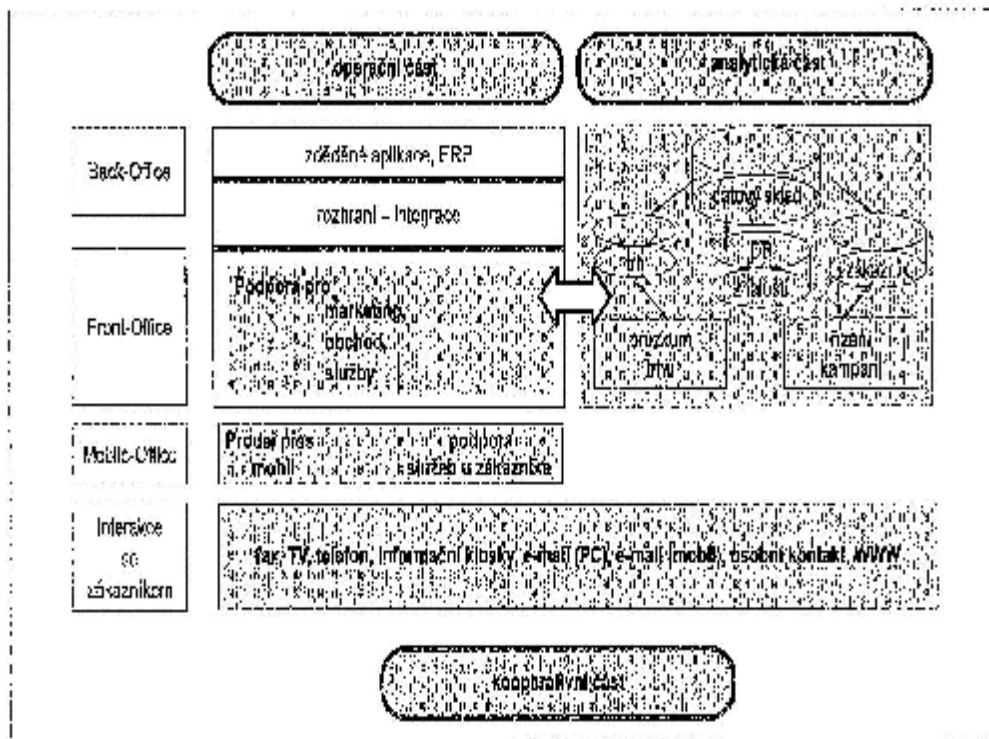 operační část
analytická část
Back-Office
zděděné aplikace, ERP
rozhraní – Integrace
datový sklad
trh
Front-Office
Podpora pro
marketing,
obchod,
služby
průzkum
trhu
řízení
kampaní
Mobile-Office
Prodej přes
mobil
podpora
služeb u zákazníka
Interakce
se
zákazníkem
fax, TV, telefon, informační kiosky, e-mail (PC), e-mail (mobil), osobní kontakt, WWW
kooperativní část